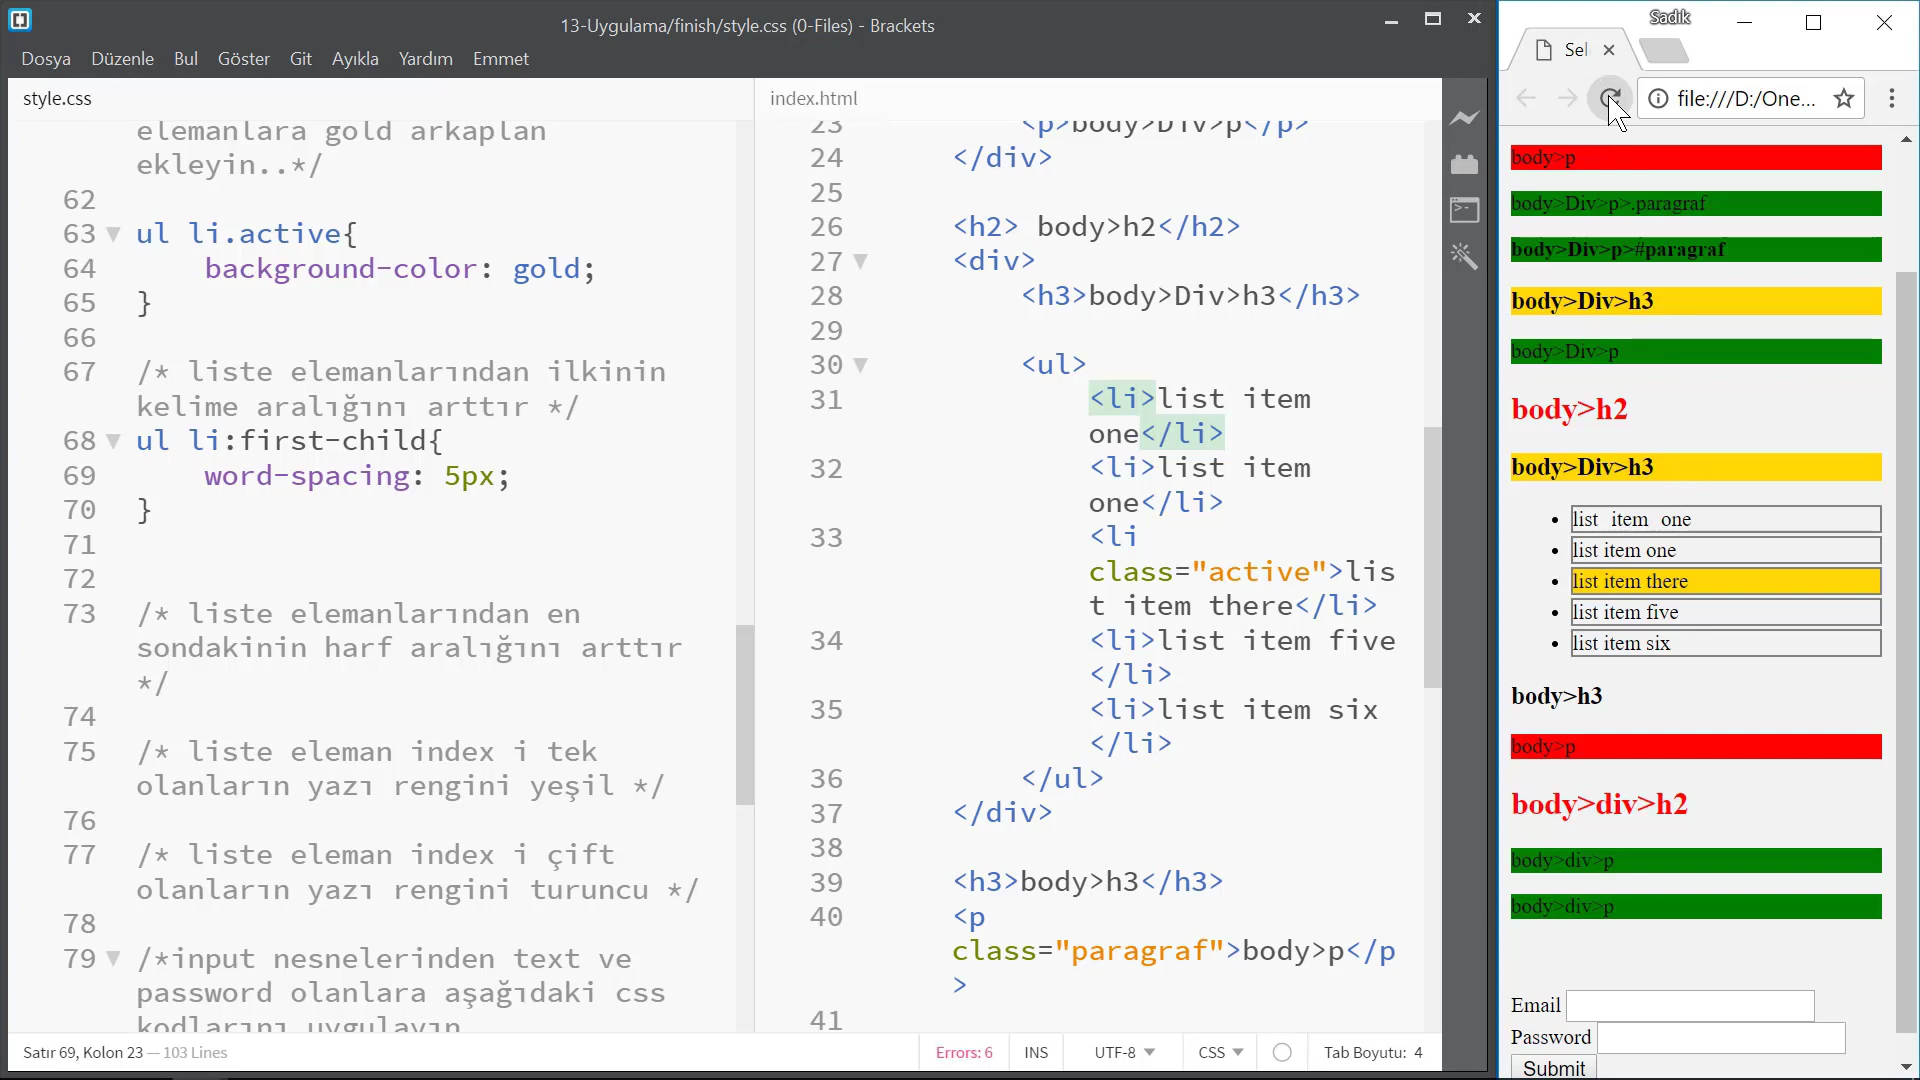 13-Uygulama/finish/style.css (0-Files) - Brackets
Dosya Düzenle Bul Göster Git Ayıkla Yardım Emmet
style.css
elemanlara gold arkaplan
ekleyin..*/
62
63 ul li.active{
64 background-color: gold;
65 }
66
67 /* liste elemanlarından ilkinin
kelime aralığını arttır */
68 ul li:first-child{
69 word-spacing: 5px;
70 }
71
72
73 /* liste elemanlarından en
sondakinin harf aralığını arttır
*/
74
75 /* liste eleman index i tek
olanların yazı rengini yeşil */
76
77 /* liste eleman index i çift
olanların yazı rengini turuncu */
78
79 /*input nesnelerinden text ve
password olanlara aşağıdaki css
kodlarını uygulayın
index.html
23 <p>body>Div>p</p>
24 </div>
25
26 <h2> body>h2</h2>
27 <div>
28 <h3>body>Div>h3</h3>
29
30 <ul>
31 <li>list item
one</li>
32 <li>list item
one</li>
33 <li
class="active">lis
t item there</li>
34 <li>list item five
</li>
35 <li>list item six
</li>
36 </ul>
37 </div>
38
39 <h3>body>h3</h3>
40 <p
class="paragraf">body>p</p
>
41
Satır 69, Kolon 23 — 103 Lines
Errors: 6 INS UTF-8 CSS Tab Boyutu: 4
Sadık
Sel
file:///D:/One...
body>p
body>Div>p>.paragraf
body>Div>p>#paragraf
body>Div>h3
body>Div>p
body>h2
body>Div>h3
list item one
list item one
list item there
list item five
list item six
body>h3
body>p
body>div>h2
body>div>p
body>div>p
Email
Password
Submit